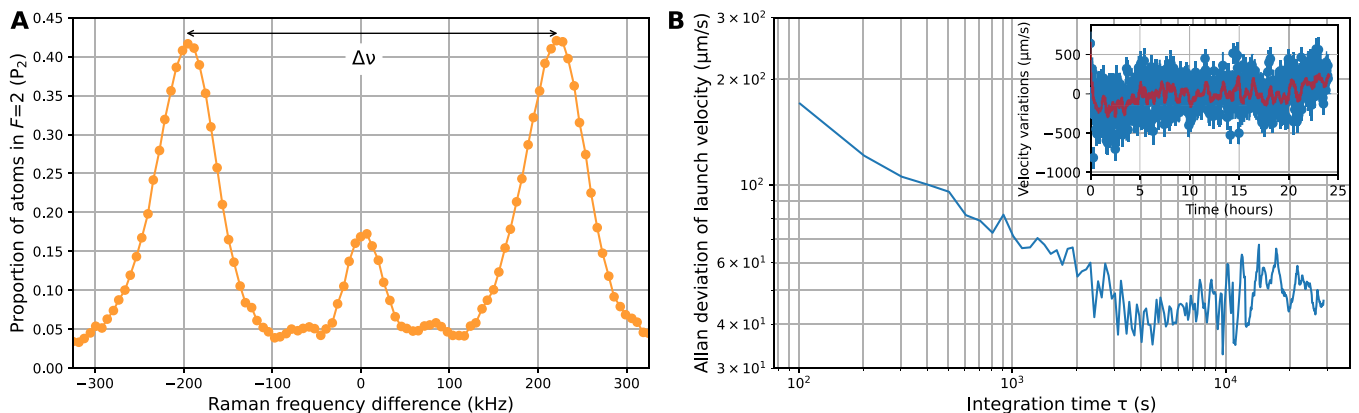 A
Proportion of atoms in F=2 (P₂)
0.45
0.40
0.35
0.30
0.25
0.20
0.15
0.10
0.05
0.00
Δν
−300 −200 −100 0 100 200 300
Raman frequency difference (kHz)
B
Allan deviation of launch velocity (μm/s)
3 × 10²
2 × 10²
10²
6 × 10¹
4 × 10¹
3 × 10¹
10² 10³ 10⁴
Integration time τ (s)
Velocity variations (μm/s)
500
0
−500
−1000
0 5 10 15 20 25
Time (hours)